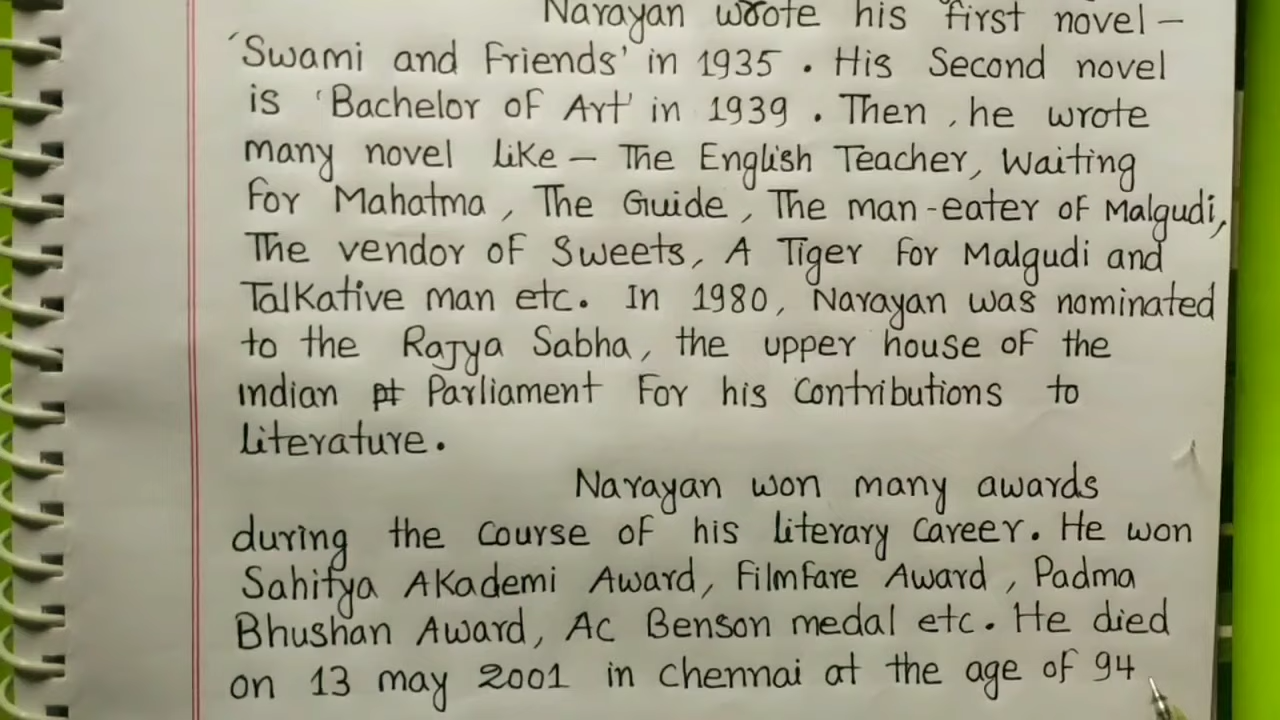 Narayan wrote his first novel –
'Swami and Friends' in 1935 . His Second novel
is 'Bachelor of Art' in 1939 . Then , he wrote
many novel like – The English Teacher, Waiting
for Mahatma , The Guide , The man-eater of Malgudi,
The vendor of Sweets, A Tiger for Malgudi and
Talkative man etc. In 1980, Narayan was nominated
to the Rajya Sabha, the upper house of the
indian Parliament for his contributions to
literature.
Narayan won many awards
during the course of his literary career. He won
Sahitya Akademi Award, Filmfare Award , Padma
Bhushan Award, Ac Benson medal etc. He died
on 13 may 2001 in chennai at the age of 94